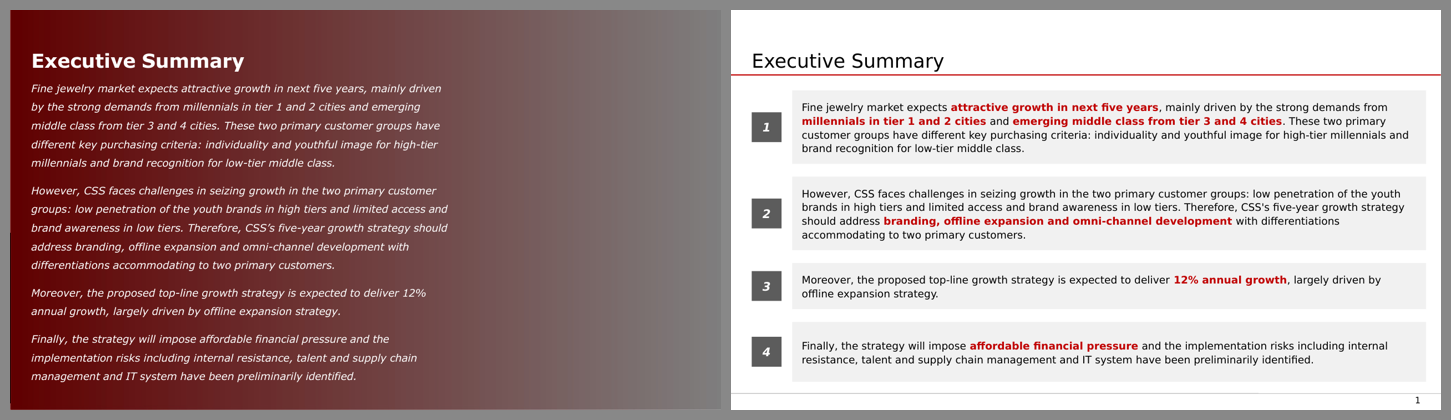 Executive Summary
Fine jewelry market expects attractive growth in next five years, mainly driven
by the strong demands from millennials in tier 1 and 2 cities and emerging
middle class from tier 3 and 4 cities. These two primary customer groups have
different key purchasing criteria: individuality and youthful image for high-tier
millennials and brand recognition for low-tier middle class.
However, CSS faces challenges in seizing growth in the two primary customer
groups: low penetration of the youth brands in high tiers and limited access and
brand awareness in low tiers. Therefore, CSS’s five-year growth strategy should
address branding, offline expansion and omni-channel development with
differentiations accommodating to two primary customers.
Moreover, the proposed top-line growth strategy is expected to deliver 12%
annual growth, largely driven by offline expansion strategy.
Finally, the strategy will impose affordable financial pressure and the
implementation risks including internal resistance, talent and supply chain
management and IT system have been preliminarily identified.
Executive Summary
1
Fine jewelry market expects attractive growth in next five years, mainly driven by the strong demands from
millennials in tier 1 and 2 cities and emerging middle class from tier 3 and 4 cities. These two primary
customer groups have different key purchasing criteria: individuality and youthful image for high-tier millennials and
brand recognition for low-tier middle class.
2
However, CSS faces challenges in seizing growth in the two primary customer groups: low penetration of the youth
brands in high tiers and limited access and brand awareness in low tiers. Therefore, CSS's five-year growth strategy
should address branding, offline expansion and omni-channel development with differentiations
accommodating to two primary customers.
3
Moreover, the proposed top-line growth strategy is expected to deliver 12% annual growth, largely driven by
offline expansion strategy.
4
Finally, the strategy will impose affordable financial pressure and the implementation risks including internal
resistance, talent and supply chain management and IT system have been preliminarily identified.
1